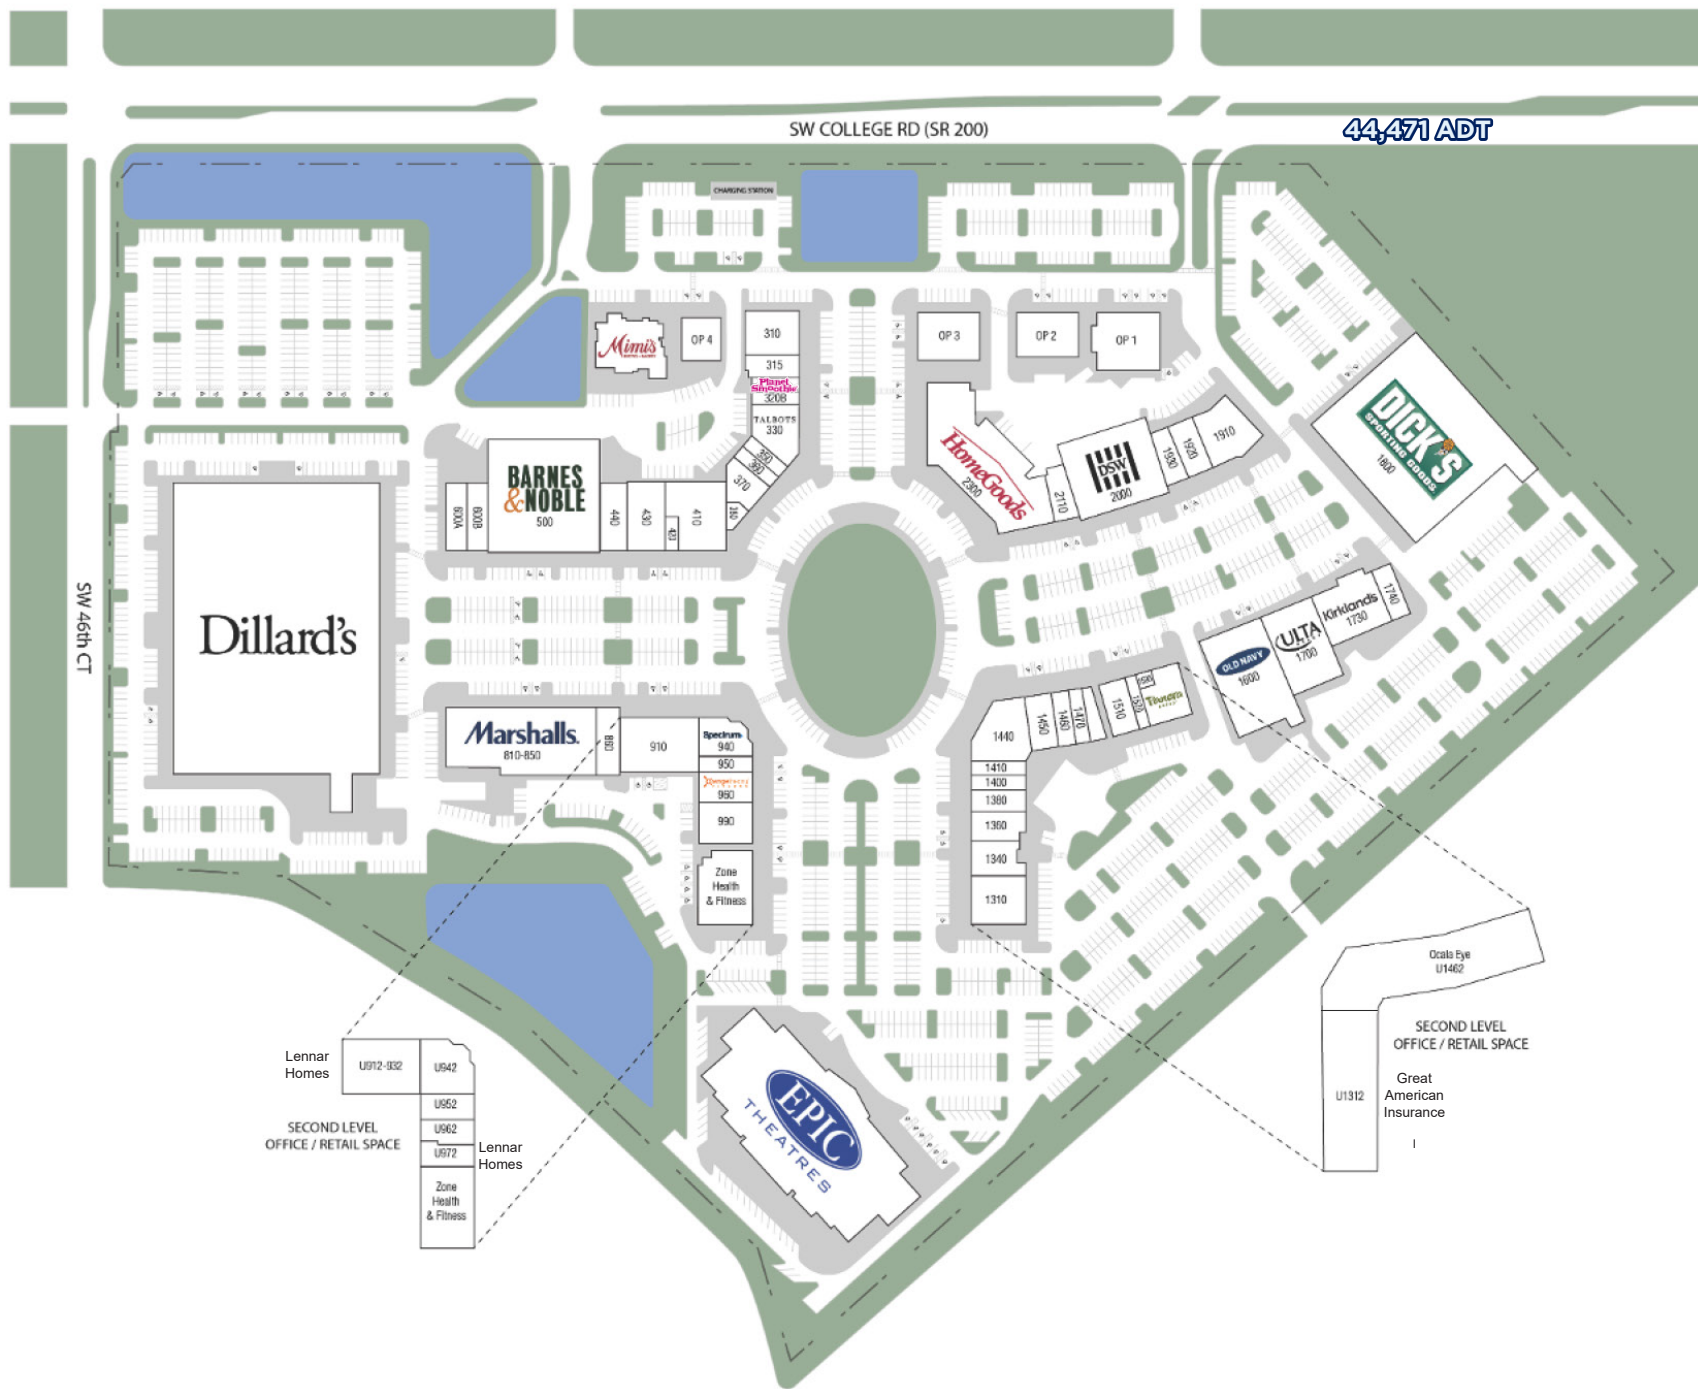 SW COLLEGE RD (SR 200)
44,471 ADT
CHARGING STATION
SW 46th CT
Mimi's
OP 4
310
315
Planet
Smoothie
320B
TALBOTS
330
350
360
370
380
OP 3
OP 2
OP 1
HomeGoods
2300
2110
DSW
2000
1930
1920
1910
DICK'S
SPORTING GOODS
1800
BARNES
& NOBLE
500
600A
600B
440
430
420
410
Dillard's
Marshalls.
810-850
860
910
Spectrum
940
950
960
990
Zone
Health
& Fitness
OLD NAVY
1600
ULTA
1700
Kirklands
1730
1740
1440
1450
1460
1470
1510
1520
Panera
1410
1400
1380
1360
1340
1310
EPIC
THEATRES
Lennar
Homes
U912-932
U942
U952
U962
U972
Lennar
Homes
Zone
Health
& Fitness
SECOND LEVEL
OFFICE / RETAIL SPACE
Ocala Eye
U1462
SECOND LEVEL
OFFICE / RETAIL SPACE
U1312
Great
American
Insurance
I